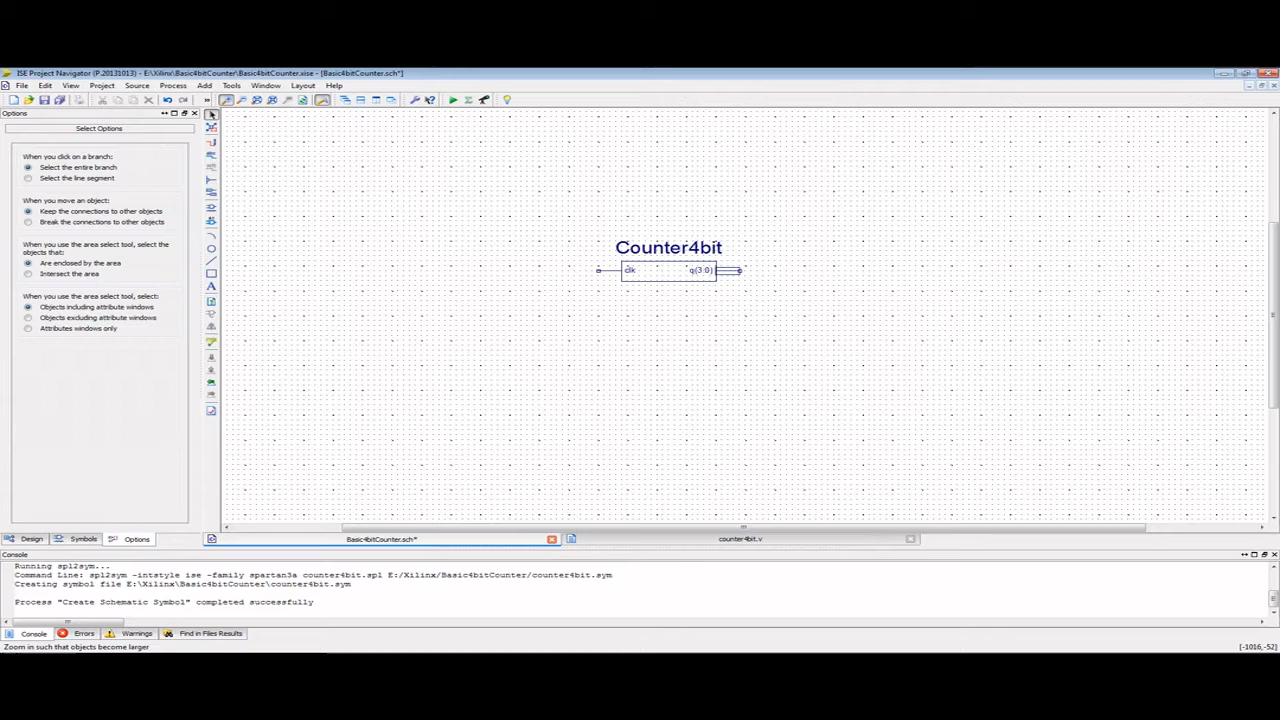 ISE Project Navigator (P.20131013) - E:\Xilinx\Basic4bitCounter\Basic4bitCounter.xise - [Basic4bitCounter.sch*]
File Edit View Project Source Process Add Tools Window Layout Help
Options
Select Options
When you click on a branch:
Select the entire branch
Select the line segment
When you move an object:
Keep the connections to other objects
Break the connections to other objects
When you use the area select tool, select the
objects that:
Are enclosed by the area
Intersect the area
When you use the area select tool, select:
Objects including attribute windows
Objects excluding attribute windows
Attributes windows only
Counter4bit
clk q(3:0)
Design Symbols Options
Basic4bitCounter.sch* counter4bit.v
Console
Running spl2sym...
Command Line: spl2sym -intstyle ise -family spartan3a counter4bit.spl E:/Xilinx/Basic4bitCounter/counter4bit.sym
Creating symbol file E:\Xilinx\Basic4bitCounter\counter4bit.sym
Process "Create Schematic Symbol" completed successfully
Console Errors Warnings Find in Files Results
Zoom in such that objects become larger [-1016,-52]